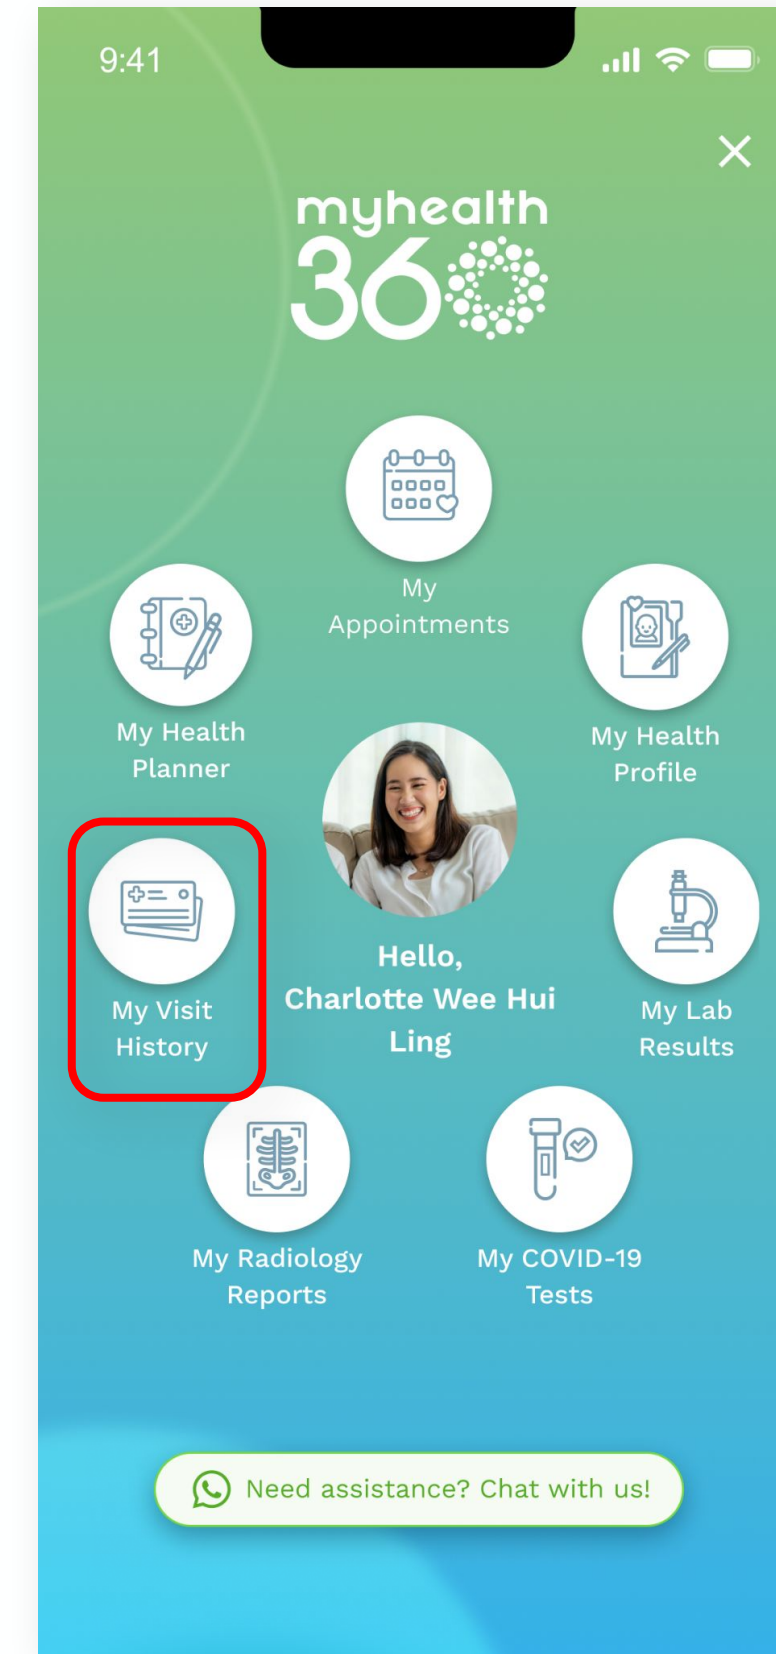 9:41
myhealth
360
My
Appointments
My Health
Planner
My Health
Profile
Hello,
Charlotte Wee Hui
Ling
My Visit
History
My Lab
Results
My Radiology
Reports
My COVID-19
Tests
Need assistance? Chat with us!